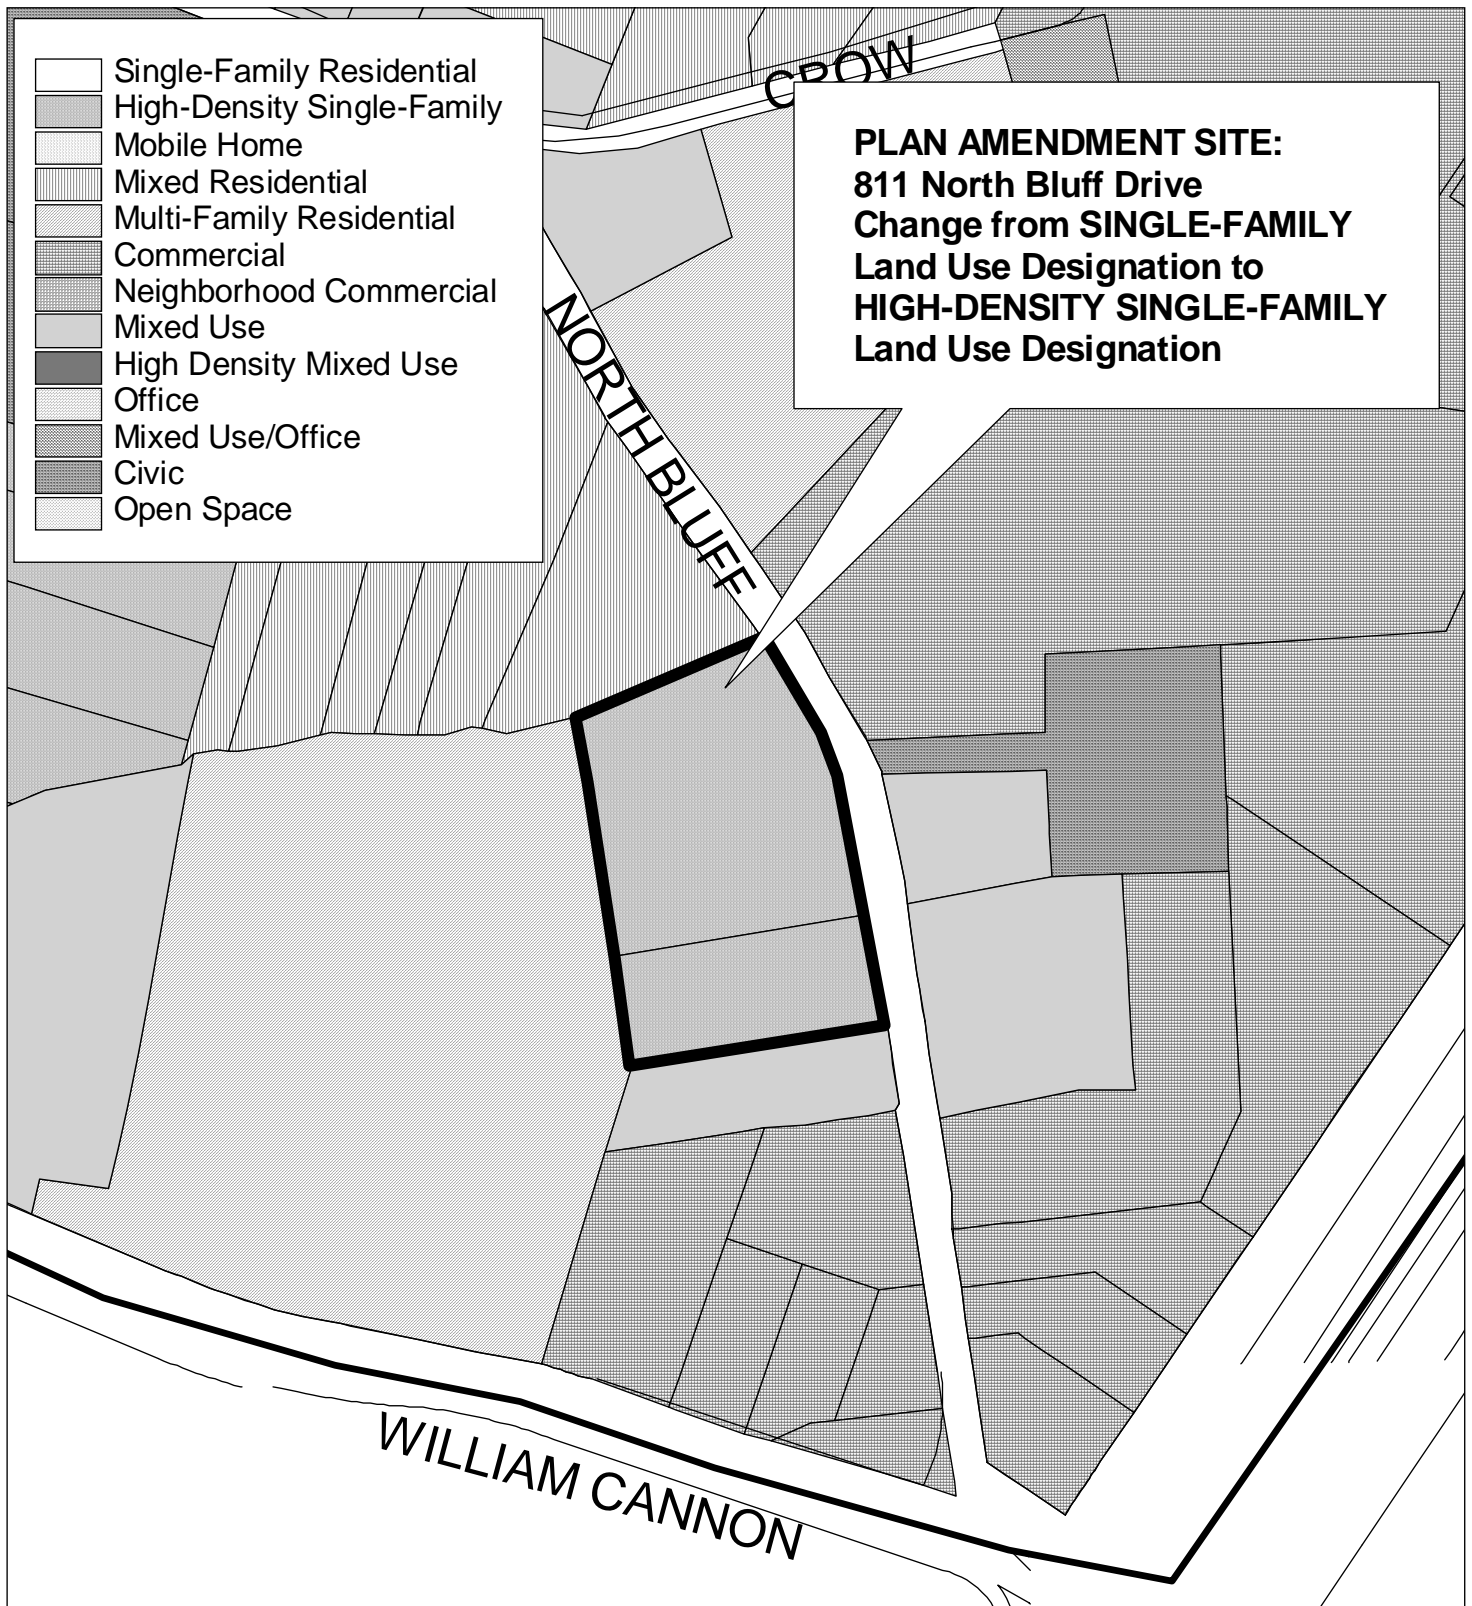 Single-Family Residential
High-Density Single-Family
Mobile Home
Mixed Residential
Multi-Family Residential
Commercial
Neighborhood Commercial
Mixed Use
High Density Mixed Use
Office
Mixed Use/Office
Civic
Open Space
CROW
PLAN AMENDMENT SITE:
811 North Bluff Drive
Change from SINGLE-FAMILY
Land Use Designation to
HIGH-DENSITY SINGLE-FAMILY
Land Use Designation
NORTH BLUFF
WILLIAM CANNON